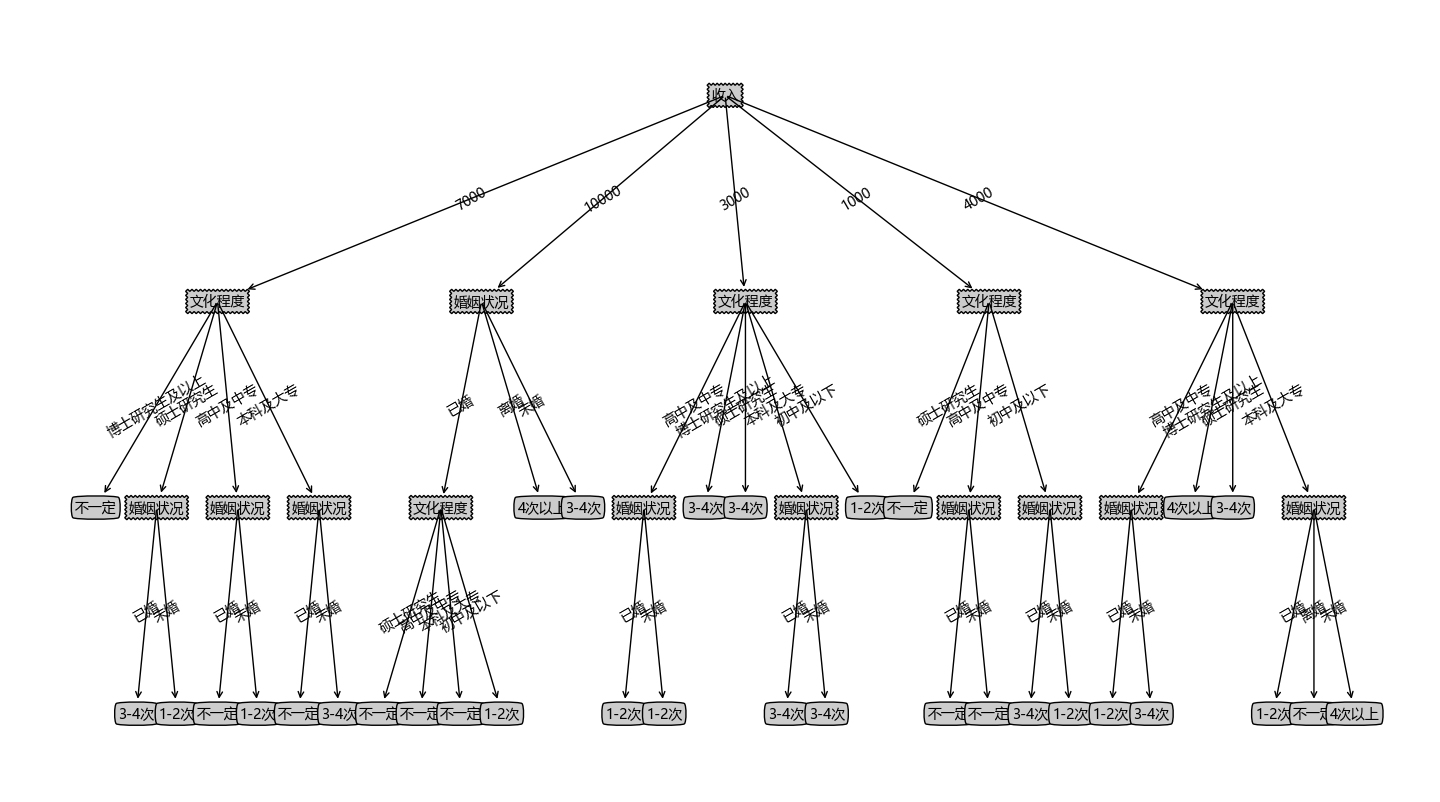 收入
7000
10000
3000
1000
4000
文化程度
婚姻状况
文化程度
文化程度
文化程度
博士研究生及以上
硕士研究生
高中及中专
本科及大专
已婚
离婚
未婚
高中及中专
博士研究生及以上
硕士研究生
本科及大专
初中及以下
硕士研究生
高中及中专
初中及以下
高中及中专
博士研究生及以上
硕士研究生
本科及大专
不一定
婚姻状况
婚姻状况
婚姻状况
文化程度
4次以上
3-4次
婚姻状况
3-4次
3-4次
婚姻状况
1-2次
不一定
婚姻状况
婚姻状况
婚姻状况
4次以上
3-4次
婚姻状况
已婚
未婚
已婚
未婚
已婚
未婚
硕士研究生
高中及中专
本科及大专
初中及以下
已婚
未婚
已婚
未婚
已婚
未婚
已婚
未婚
已婚
未婚
已婚
离婚
未婚
3-4次
1-2次
不一定
1-2次
不一定
3-4次
不一定
不一定
不一定
1-2次
1-2次
1-2次
3-4次
3-4次
不一定
不一定
3-4次
1-2次
1-2次
3-4次
1-2次
不一定
4次以上